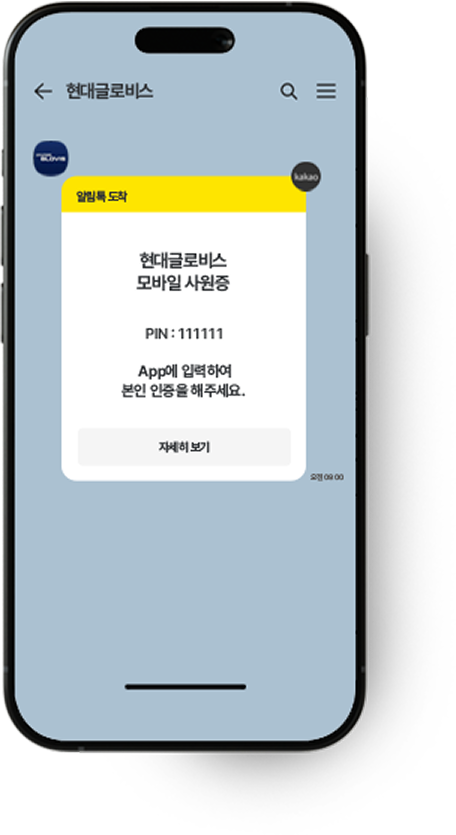 현대글로비스
GLOVIS
kakao
알림톡 도착
현대글로비스
모바일 사원증
PIN : 111111
App에 입력하여
본인 인증을 해주세요.
자세히 보기
오전 09:00